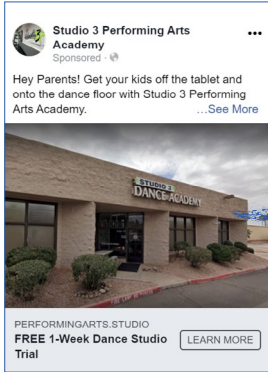 Studio 3 Performing Arts
Academy
Sponsored ·
Hey Parents! Get your kids off the tablet and
onto the dance floor with Studio 3 Performing
Arts Academy.
...See More
STUDIO 3
DANCE ACADEMY
PERFORMINGARTS.STUDIO
FREE 1-Week Dance Studio
Trial
LEARN MORE